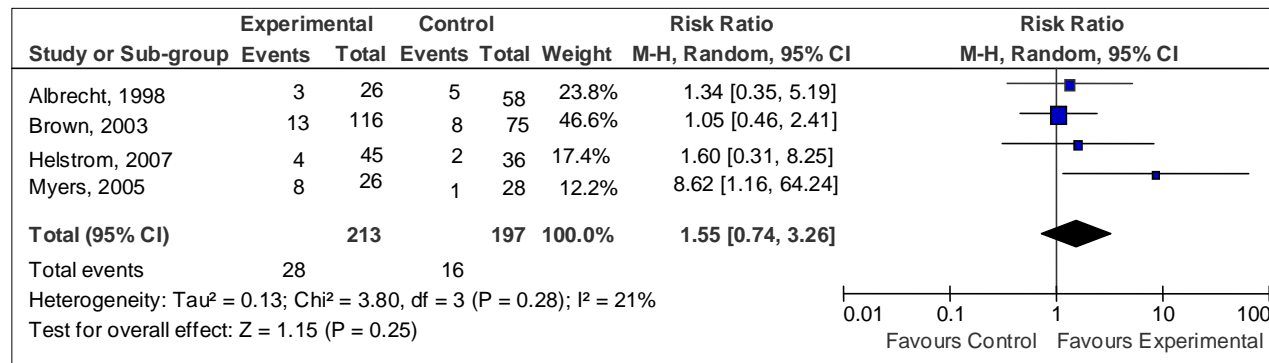 Experimental Control Risk Ratio Risk Ratio
Study or Sub-group Events Total Events Total Weight M-H, Random, 95% CI M-H, Random, 95% CI
Albrecht, 1998 3 26 5 58 23.8% 1.34 [0.35, 5.19]
Brown, 2003 13 116 8 75 46.6% 1.05 [0.46, 2.41]
Helstrom, 2007 4 45 2 36 17.4% 1.60 [0.31, 8.25]
Myers, 2005 8 26 1 28 12.2% 8.62 [1.16, 64.24]
Total (95% CI) 213 197 100.0% 1.55 [0.74, 3.26]
Total events 28 16
Heterogeneity: Tau² = 0.13; Chi² = 3.80, df = 3 (P = 0.28); I² = 21%
Test for overall effect: Z = 1.15 (P = 0.25)
0.01 0.1 1 10 100
Favours Control Favours Experimental